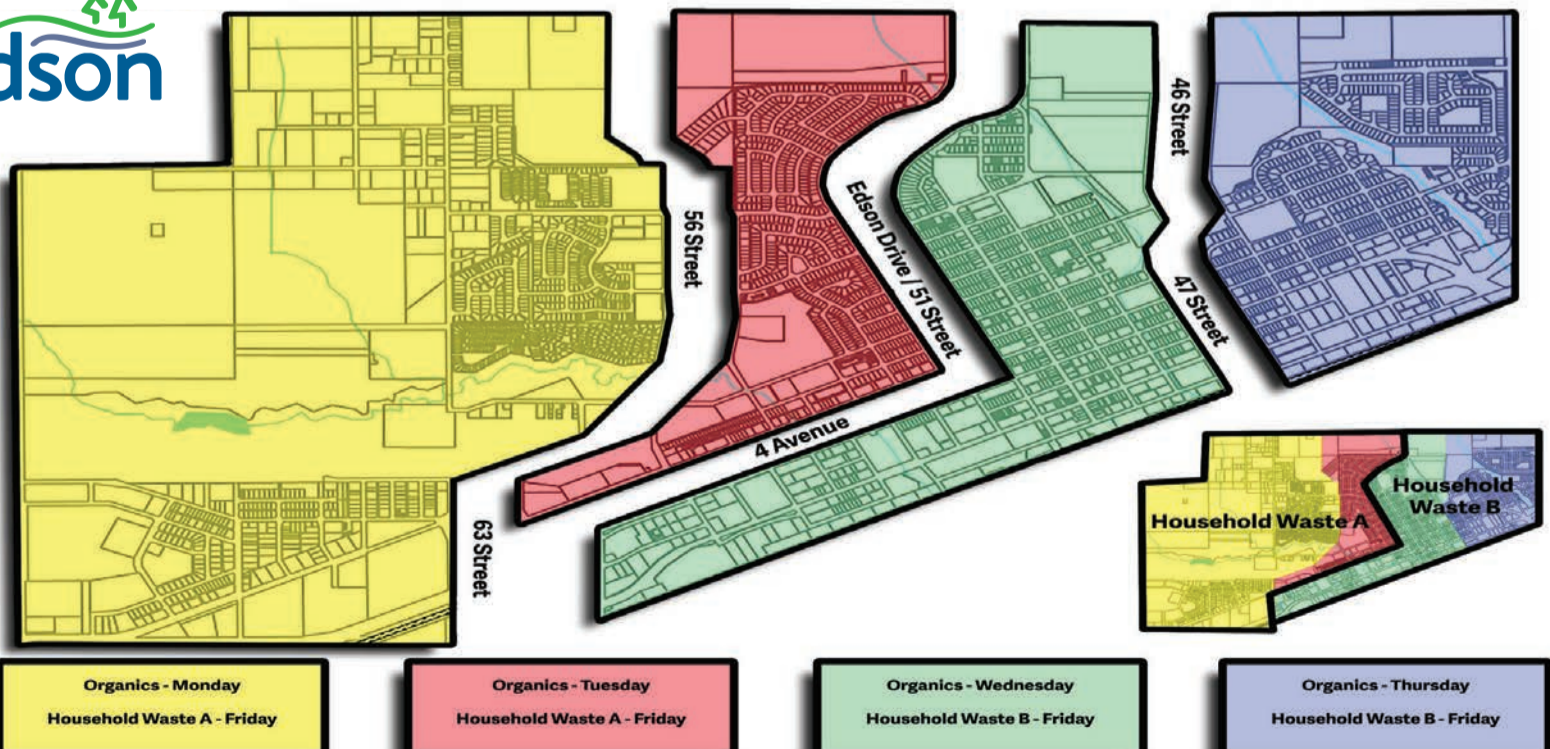 dson
46 Street
56 Street
Edson Drive / 51 Street
47 Street
4 Avenue
63 Street
Household Waste A
Household
Waste B
Organics - Monday
Household Waste A - Friday
Organics - Tuesday
Household Waste A - Friday
Organics - Wednesday
Household Waste B - Friday
Organics - Thursday
Household Waste B - Friday